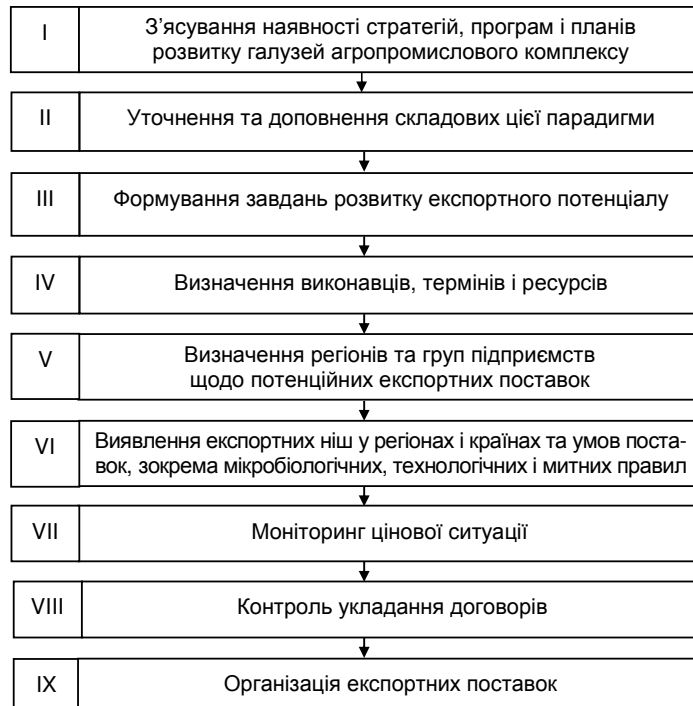 I
З’ясування наявності стратегій, програм і планів
розвитку галузей агропромислового комплексу
II
Уточнення та доповнення складових цієї парадигми
III
Формування завдань розвитку експортного потенціалу
IV
Визначення виконавців, термінів і ресурсів
V
Визначення регіонів та груп підприємств
щодо потенційних експортних поставок
VI
Виявлення експортних ніш у регіонах і країнах та умов поста-
вок, зокрема мікробіологічних, технологічних і митних правил
VII
Моніторинг цінової ситуації
VIII
Контроль укладання договорів
IX
Організація експортних поставок